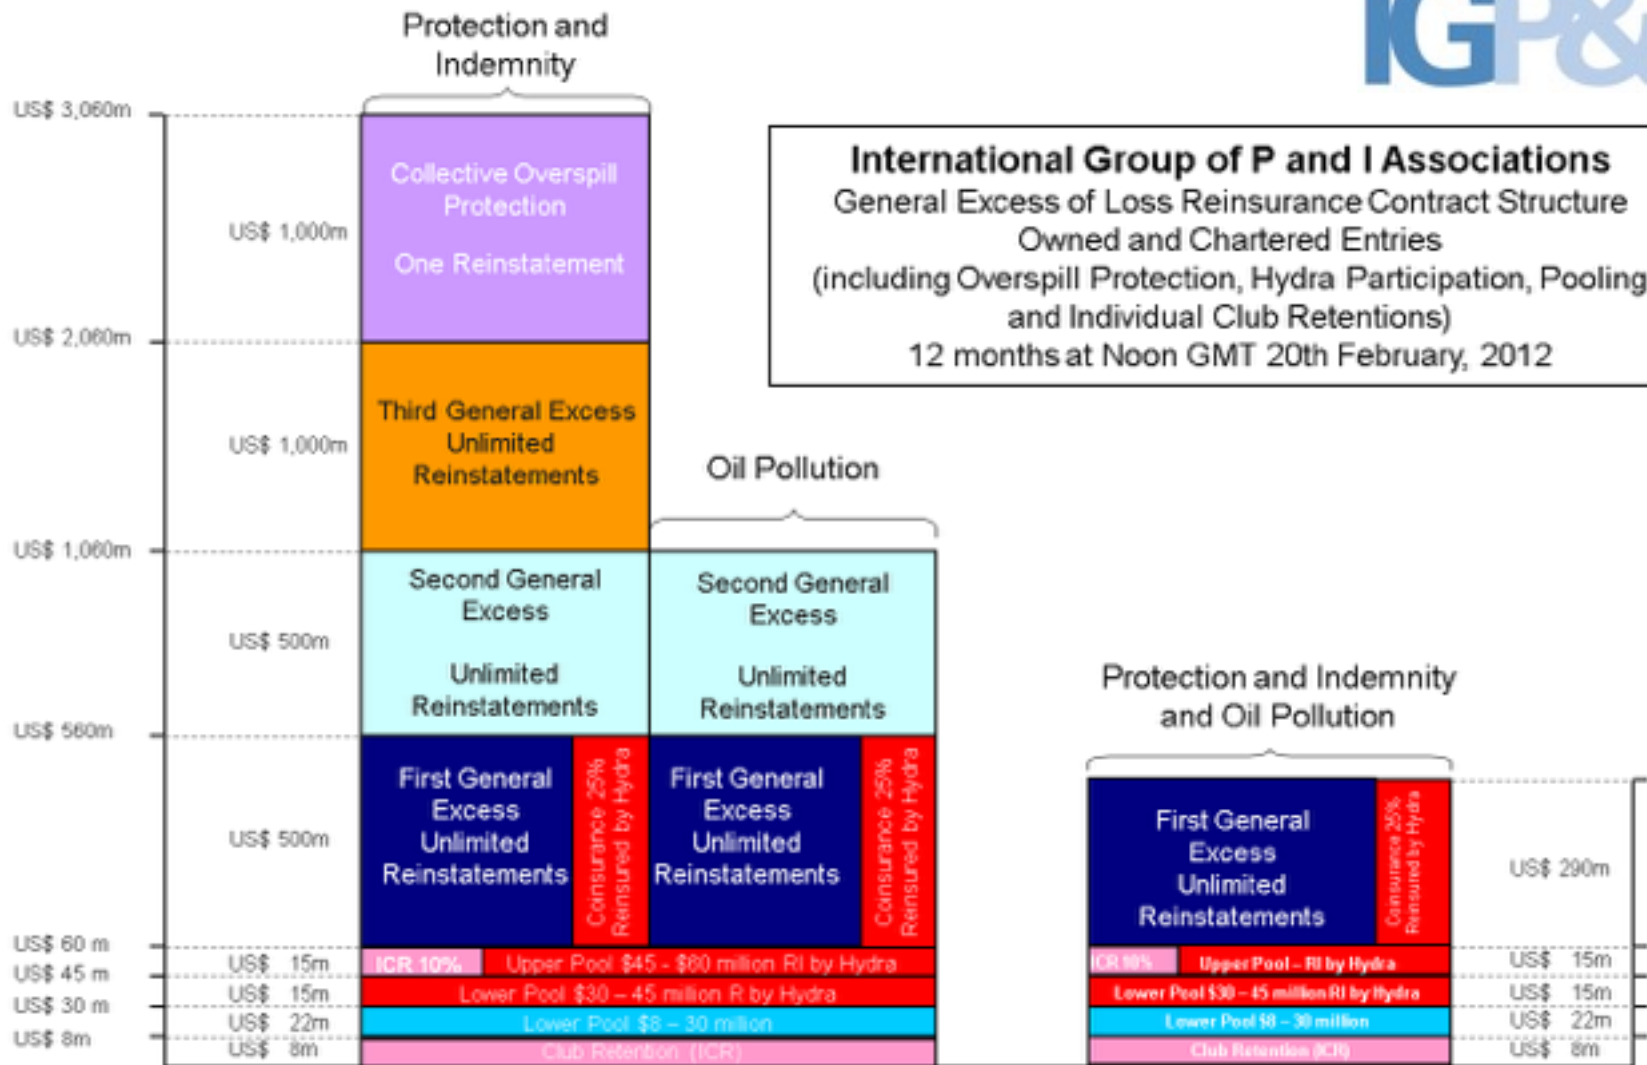 IGP&
Protection and
Indemnity
International Group of P and I Associations
General Excess of Loss Reinsurance Contract Structure
Owned and Chartered Entries
(including Overspill Protection, Hydra Participation, Pooling
and Individual Club Retentions)
12 months at Noon GMT 20th February, 2012
US$ 3,060m
Collective Overspill
Protection
One Reinstatement
US$ 1,000m
US$ 2,060m
Third General Excess
Unlimited
Reinstatements
US$ 1,000m
Oil Pollution
US$ 1,060m
Second General
Excess
Unlimited
Reinstatements
Second General
Excess
Unlimited
Reinstatements
US$ 500m
US$ 560m
First General
Excess
Unlimited
Reinstatements
Coinsurance 25%
Reinsured by Hydra
First General
Excess
Unlimited
Reinstatements
Coinsurance 25%
Reinsured by Hydra
US$ 500m
US$ 60 m
US$ 15m
ICR 10%
Upper Pool $45 - $60 million RI by Hydra
US$ 45 m
US$ 15m
Lower Pool $30 – 45 million R by Hydra
US$ 30 m
US$ 22m
Lower Pool $8 – 30 million
US$ 8m
US$ 8m
Club Retention (ICR)
Protection and Indemnity
and Oil Pollution
First General
Excess
Unlimited
Reinstatements
Coinsurance 25%
Reinsured by Hydra
US$ 290m
ICR 10%
Upper Pool – RI by Hydra
US$ 15m
Lower Pool $30 – 45 million RI by Hydra
US$ 15m
Lower Pool $8 – 30 million
US$ 22m
Club Retention (ICR)
US$ 8m